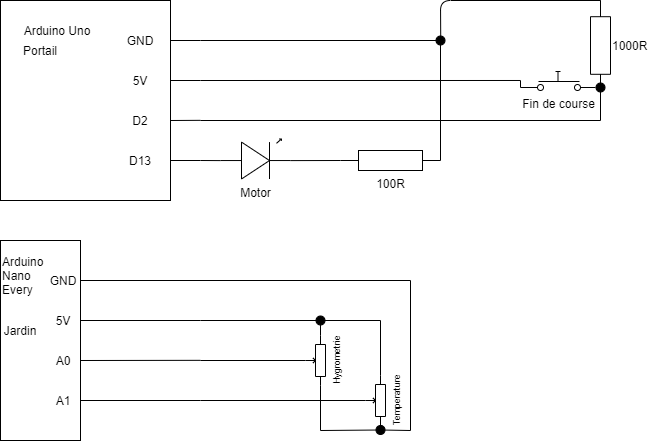 Arduino Uno
Portail
GND
1000R
5V
Fin de course
D2
D13
100R
Motor
Arduino
Nano
Every
GND
5V
Jardin
Hygrometrie
A0
Temperature
A1